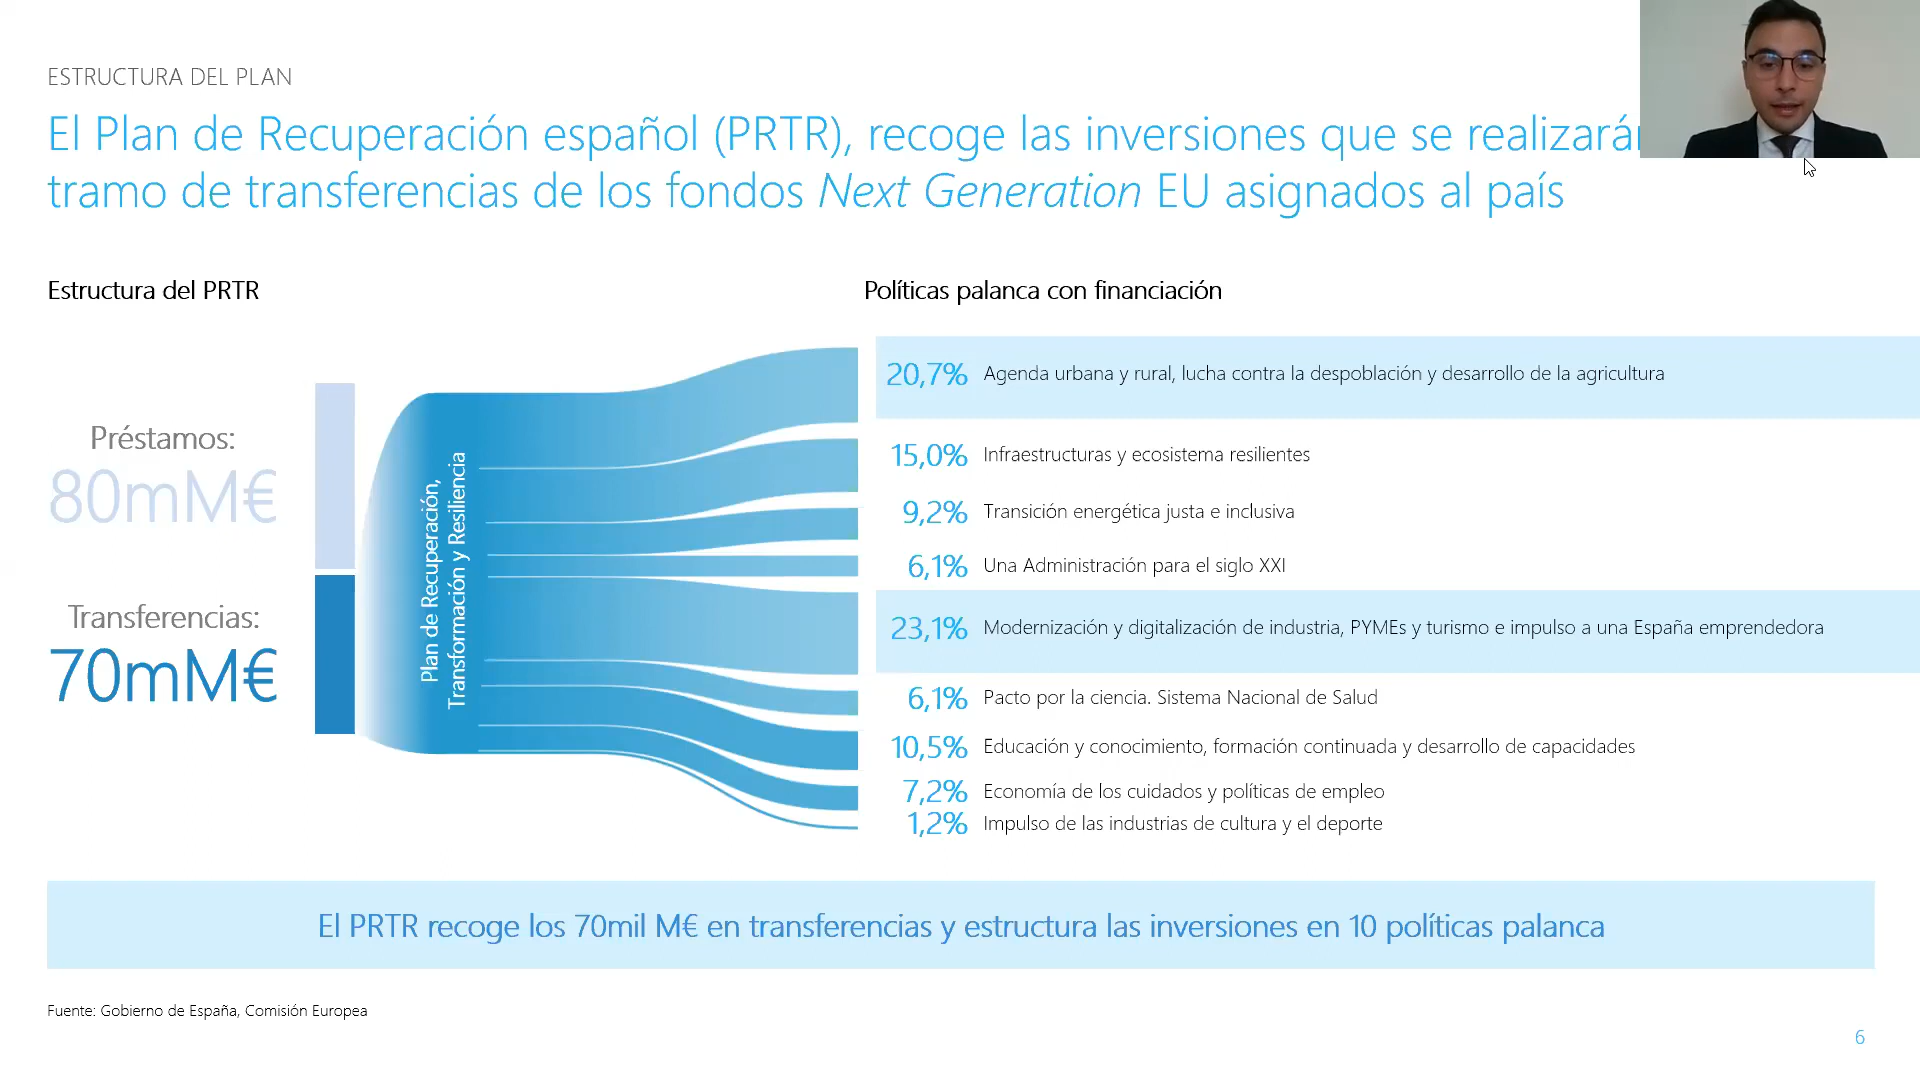 ESTRUCTURA DEL PLAN
El Plan de Recuperación español (PRTR), recoge las inversiones que se
tramo de transferencias de los fondos Next Generation EU asignados al país
Estructura del PRTR
Políticas palanca con financiación
Préstamos:
80mM€
Transferencias:
70mM€
Plan de Recuperación,
Transformación y Resiliencia
20,7% Agenda urbana y rural, lucha contra la despoblación y desarrollo de la agricultura
15,0% Infraestructuras y ecosistema resilientes
9,2% Transición energética justa e inclusiva
6,1% Una Administración para el siglo XXI
23,1% Modernización y digitalización de industria, PYMEs y turismo e impulso a una España emprendedora
6,1% Pacto por la ciencia. Sistema Nacional de Salud
10,5% Educación y conocimiento, formación continuada y desarrollo de capacidades
7,2% Economía de los cuidados y políticas de empleo
1,2% Impulso de las industrias de cultura y el deporte
El PRTR recoge los 70mil M€ en transferencias y estructura las inversiones en 10 políticas palanca
Fuente: Gobierno de España, Comisión Europea
6